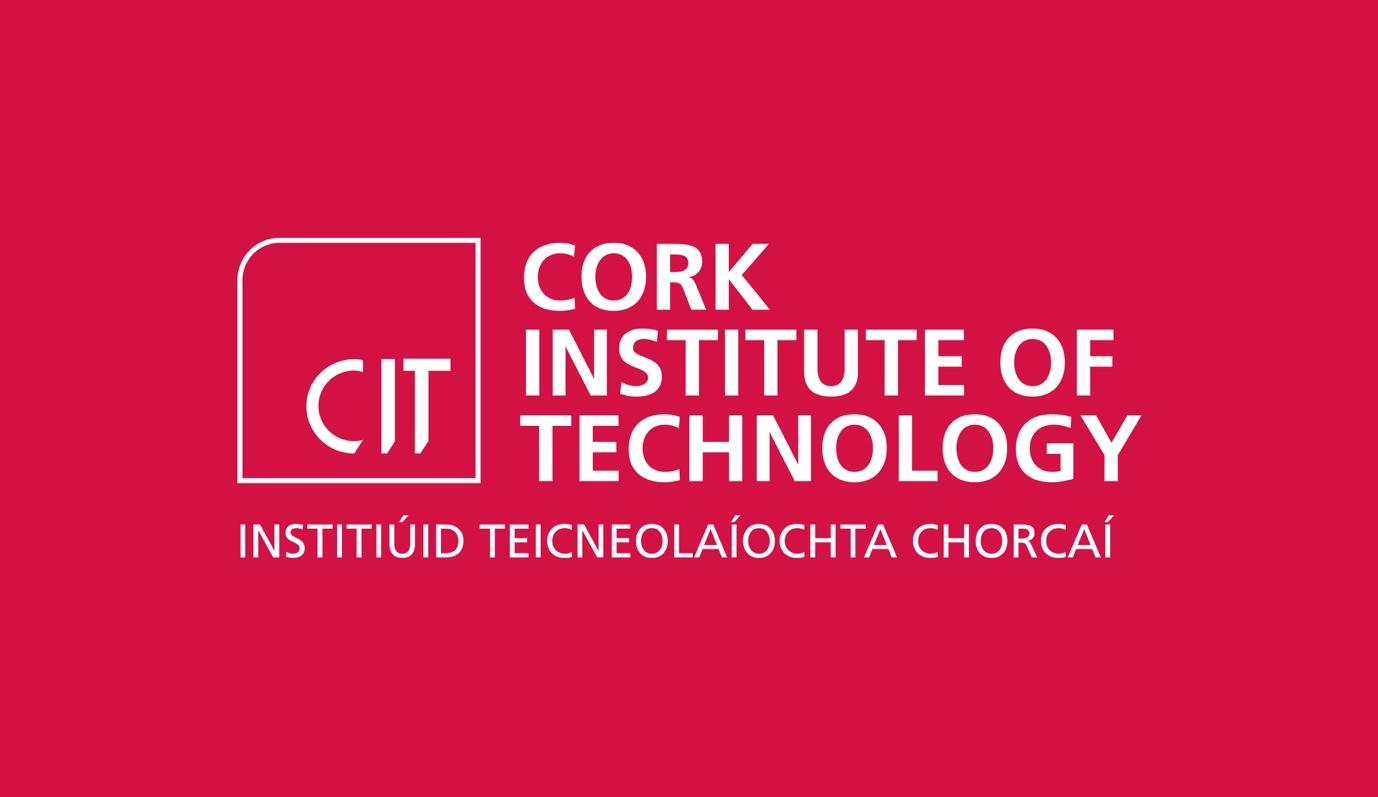 CIT
CORK
INSTITUTE OF
TECHNOLOGY
INSTITIÚID TEICNEOLAÍOCHTA CHORCAÍ